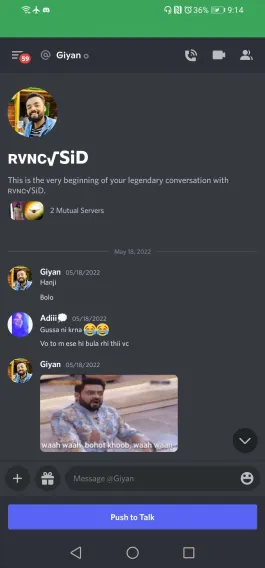 36% 9:14
59 @ Giyan
ʀᴠɴᴄ√SiD
This is the very beginning of your legendary conversation with
ʀᴠɴᴄ√SiD.
2 Mutual Servers
May 18, 2022
Giyan 05/18/2022
Hanji
Bolo
Adiii💭 05/18/2022
Gussa ni krna 😂😂
Vo to m ese hi bula rhi thii vc
Giyan 05/18/2022
waah waah, bohot khoob, waah waah
Message @Giyan
Push to Talk